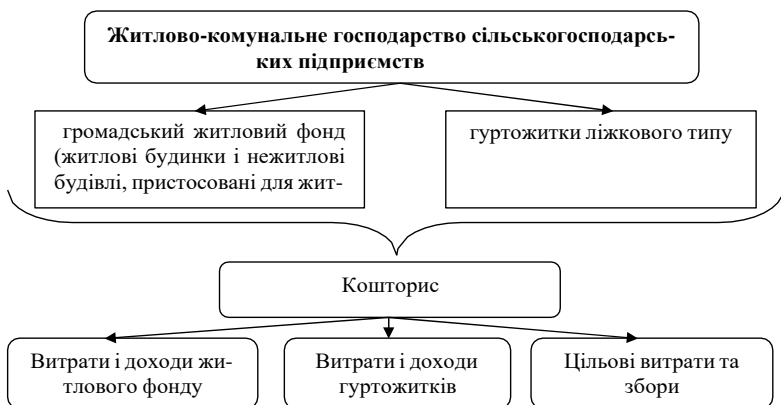 Житлово-комунальне господарство сільськогосподарсь-
ких підприємств
громадський житловий фонд
(житлові будинки і нежитлові
будівлі, пристосовані для жит-
гуртожитки ліжкового типу
Кошторис
Витрати і доходи жи-
тлового фонду
Витрати і доходи
гуртожитків
Цільові витрати та
збори